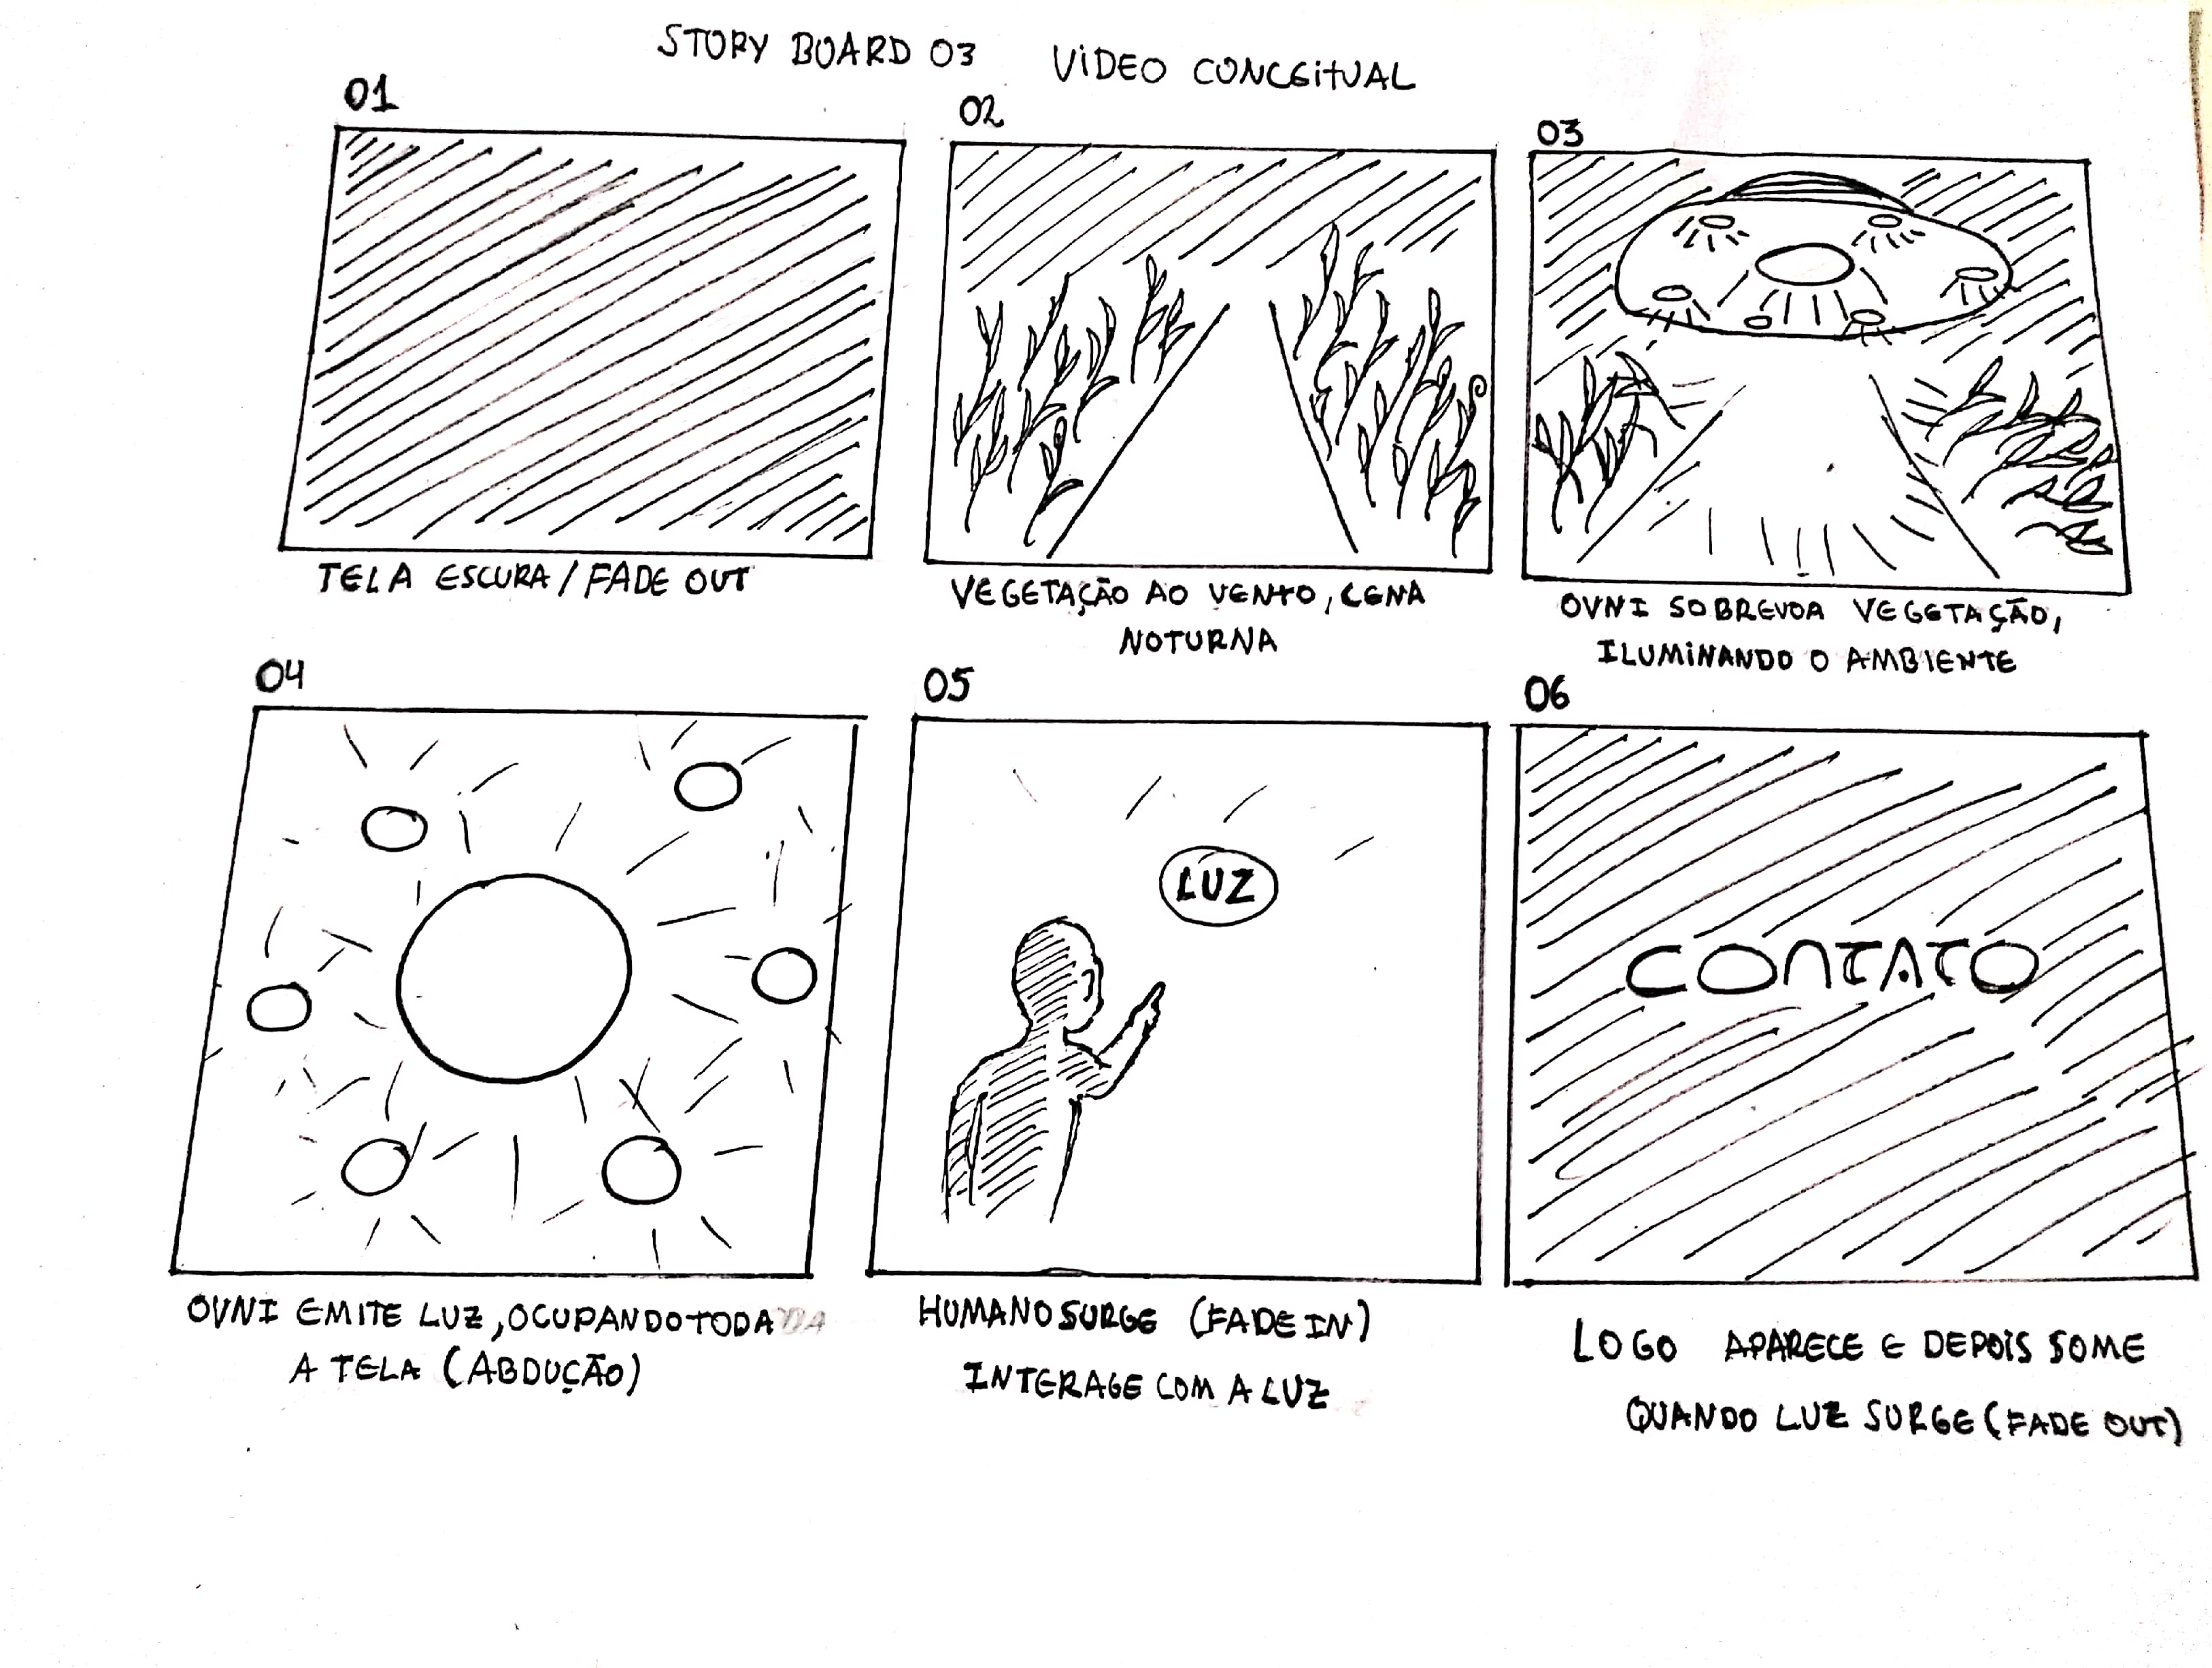 STORY BOARD 03 VIDEO CONCEITUAL
01
02
03
TELA ESCURA / FADE OUT
VEGETAÇÃO AO VENTO, CENA
NOTURNA
OVNI SOBREVOA VEGETAÇÃO,
ILUMINANDO O AMBIENTE
04
05
06
LUZ
CONTATO
OVNI EMITE LUZ, OCUPANDO TODA
A TELA (ABDUÇÃO)
HUMANO SURGE (FADE IN)
INTERAGE COM A LUZ
LOGO APARECE E DEPOIS SOME
QUANDO LUZ SURGE (FADE OUT)